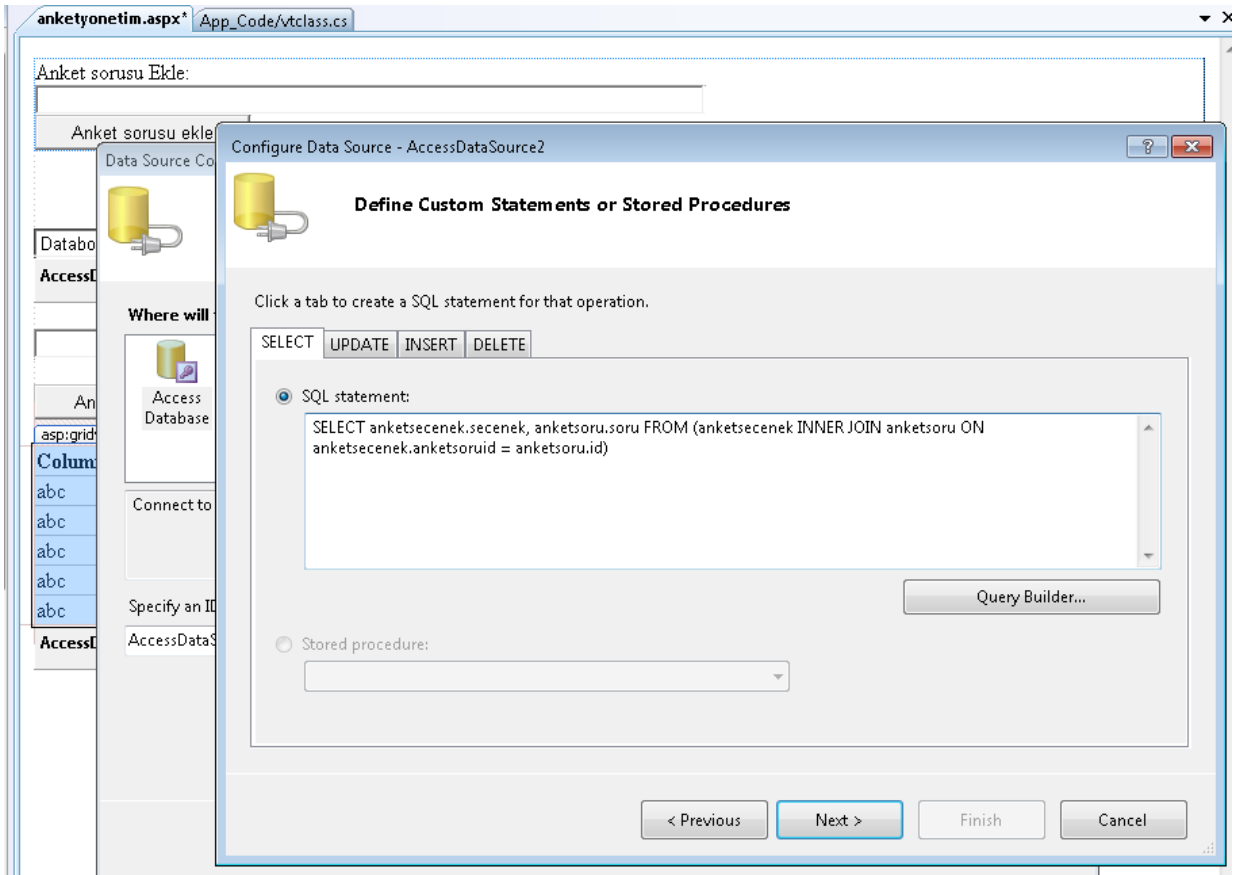 anketyonetim.aspx* App_Code/vtclass.cs
Anket sorusu Ekle:
Anket sorusu ekle
Data Source Co
Configure Data Source - AccessDataSource2
Define Custom Statements or Stored Procedures
Databo
AccessD
Where will
Access
Database
An
asp:grid
Colum
abc
abc
abc
abc
abc
Connect to
Specify an ID
AccessDataS
AccessD
Click a tab to create a SQL statement for that operation.
SELECT UPDATE INSERT DELETE
SQL statement:
SELECT anketsecenek.secenek, anketsoru.soru FROM (anketsecenek INNER JOIN anketsoru ON
anketsecenek.anketsoruid = anketsoru.id)
Query Builder...
Stored procedure:
< Previous Next > Finish Cancel